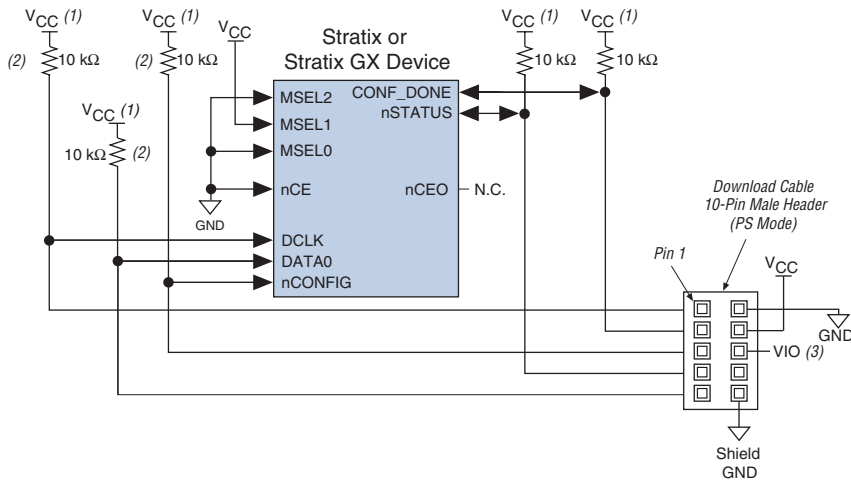 VCC (1)
VCC (1)
VCC (1)
VCC (1)
(2)
10 kΩ
(2)
10 kΩ
VCC
Stratix or
Stratix GX Device
10 kΩ
10 kΩ
VCC (1)
10 kΩ
(2)
MSEL2
MSEL1
MSEL0
nCE
GND
DCLK
DATA0
nCONFIG
CONF_DONE
nSTATUS
nCEO
N.C.
Download Cable
10-Pin Male Header
(PS Mode)
Pin 1
VCC
GND
VIO (3)
Shield
GND